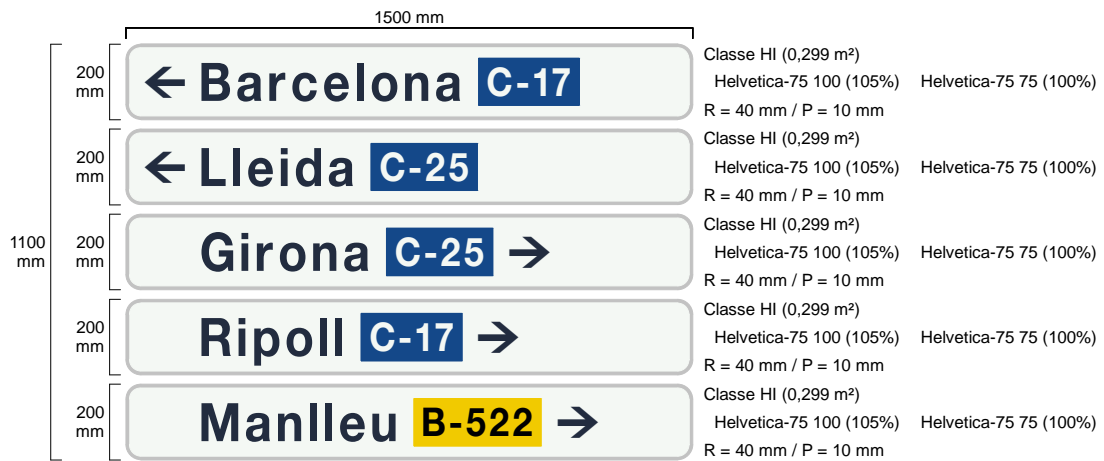 1500 mm
1100 mm
200 mm
← Barcelona C-17
Classe HI (0,299 m²)
Helvetica-75 100 (105%) Helvetica-75 75 (100%)
R = 40 mm / P = 10 mm
200 mm
← Lleida C-25
Classe HI (0,299 m²)
Helvetica-75 100 (105%) Helvetica-75 75 (100%)
R = 40 mm / P = 10 mm
200 mm
Girona C-25 →
Classe HI (0,299 m²)
Helvetica-75 100 (105%) Helvetica-75 75 (100%)
R = 40 mm / P = 10 mm
200 mm
Ripoll C-17 →
Classe HI (0,299 m²)
Helvetica-75 100 (105%) Helvetica-75 75 (100%)
R = 40 mm / P = 10 mm
200 mm
Manlleu B-522 →
Classe HI (0,299 m²)
Helvetica-75 100 (105%) Helvetica-75 75 (100%)
R = 40 mm / P = 10 mm